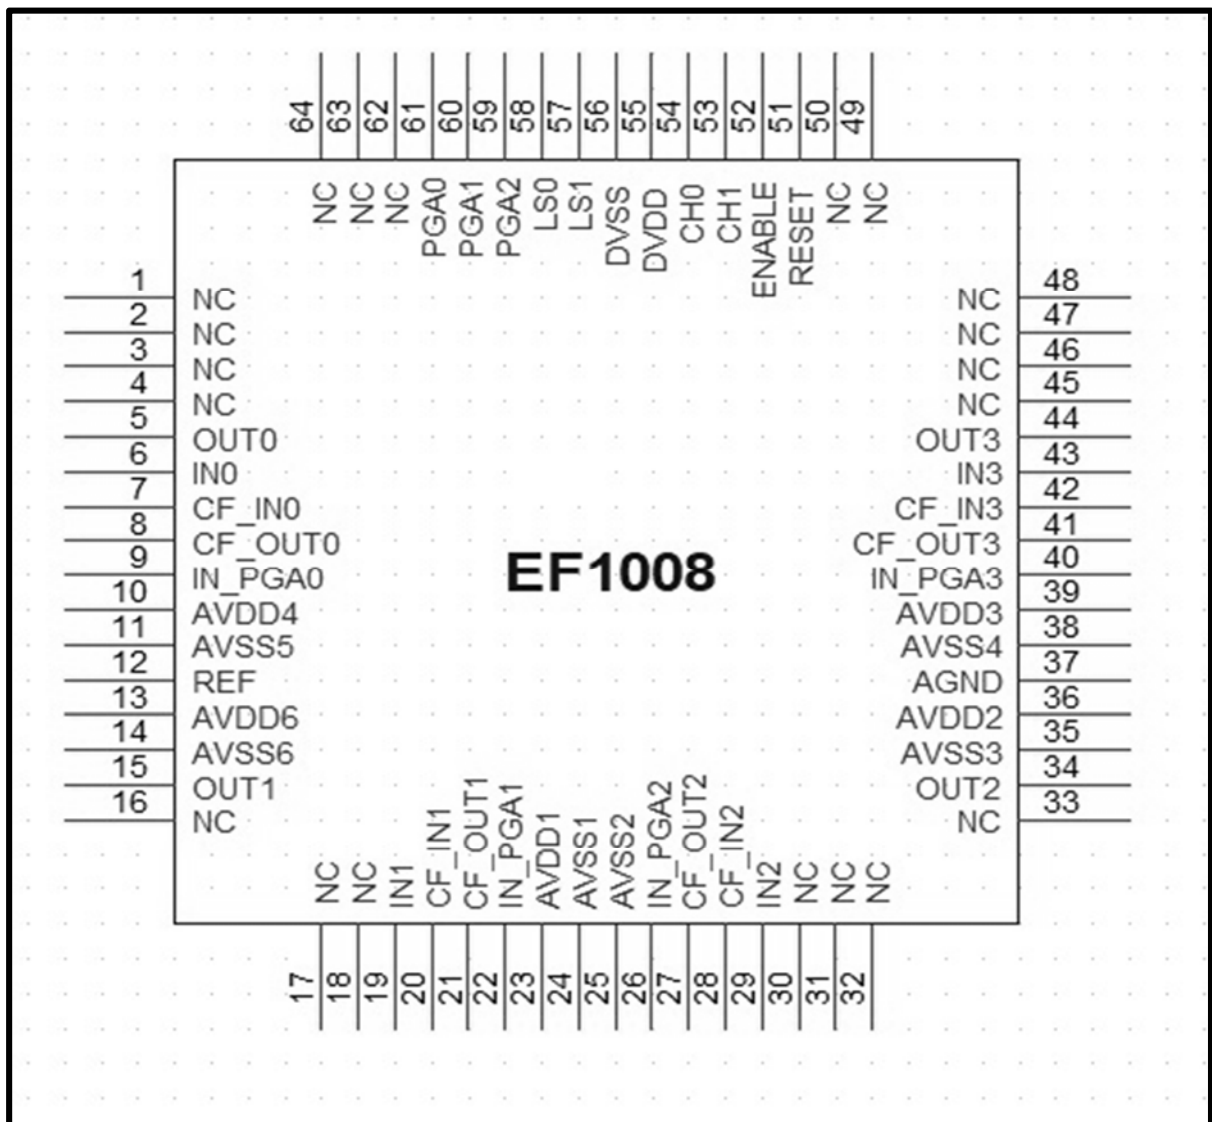 64 63 62 61 60 59 58 57 56 55 54 53 52 51 50 49
NC NC NC PGA0 PGA1 PGA2 LS0 LS1 DVSS DVDD CH0 CH1 ENABLE RESET NC NC
1 NC
2 NC
3 NC
4 NC
5 OUT0
6 IN0
7 CF_IN0
8 CF_OUT0
9 IN_PGA0
10 AVDD4
11 AVSS5
12 REF
13 AVDD6
14 AVSS6
15 OUT1
16 NC
EF1008
NC 48
NC 47
NC 46
NC 45
OUT3 44
IN3 43
CF_IN3 42
CF_OUT3 41
IN_PGA3 40
AVDD3 39
AVSS4 38
AGND 37
AVDD2 36
AVSS3 35
OUT2 34
NC 33
NC NC IN1 CF_IN1 CF_OUT1 IN_PGA1 AVDD1 AVSS1 AVSS2 IN_PGA2 CF_OUT2 CF_IN2 IN2 NC NC NC
17 18 19 20 21 22 23 24 25 26 27 28 29 30 31 32